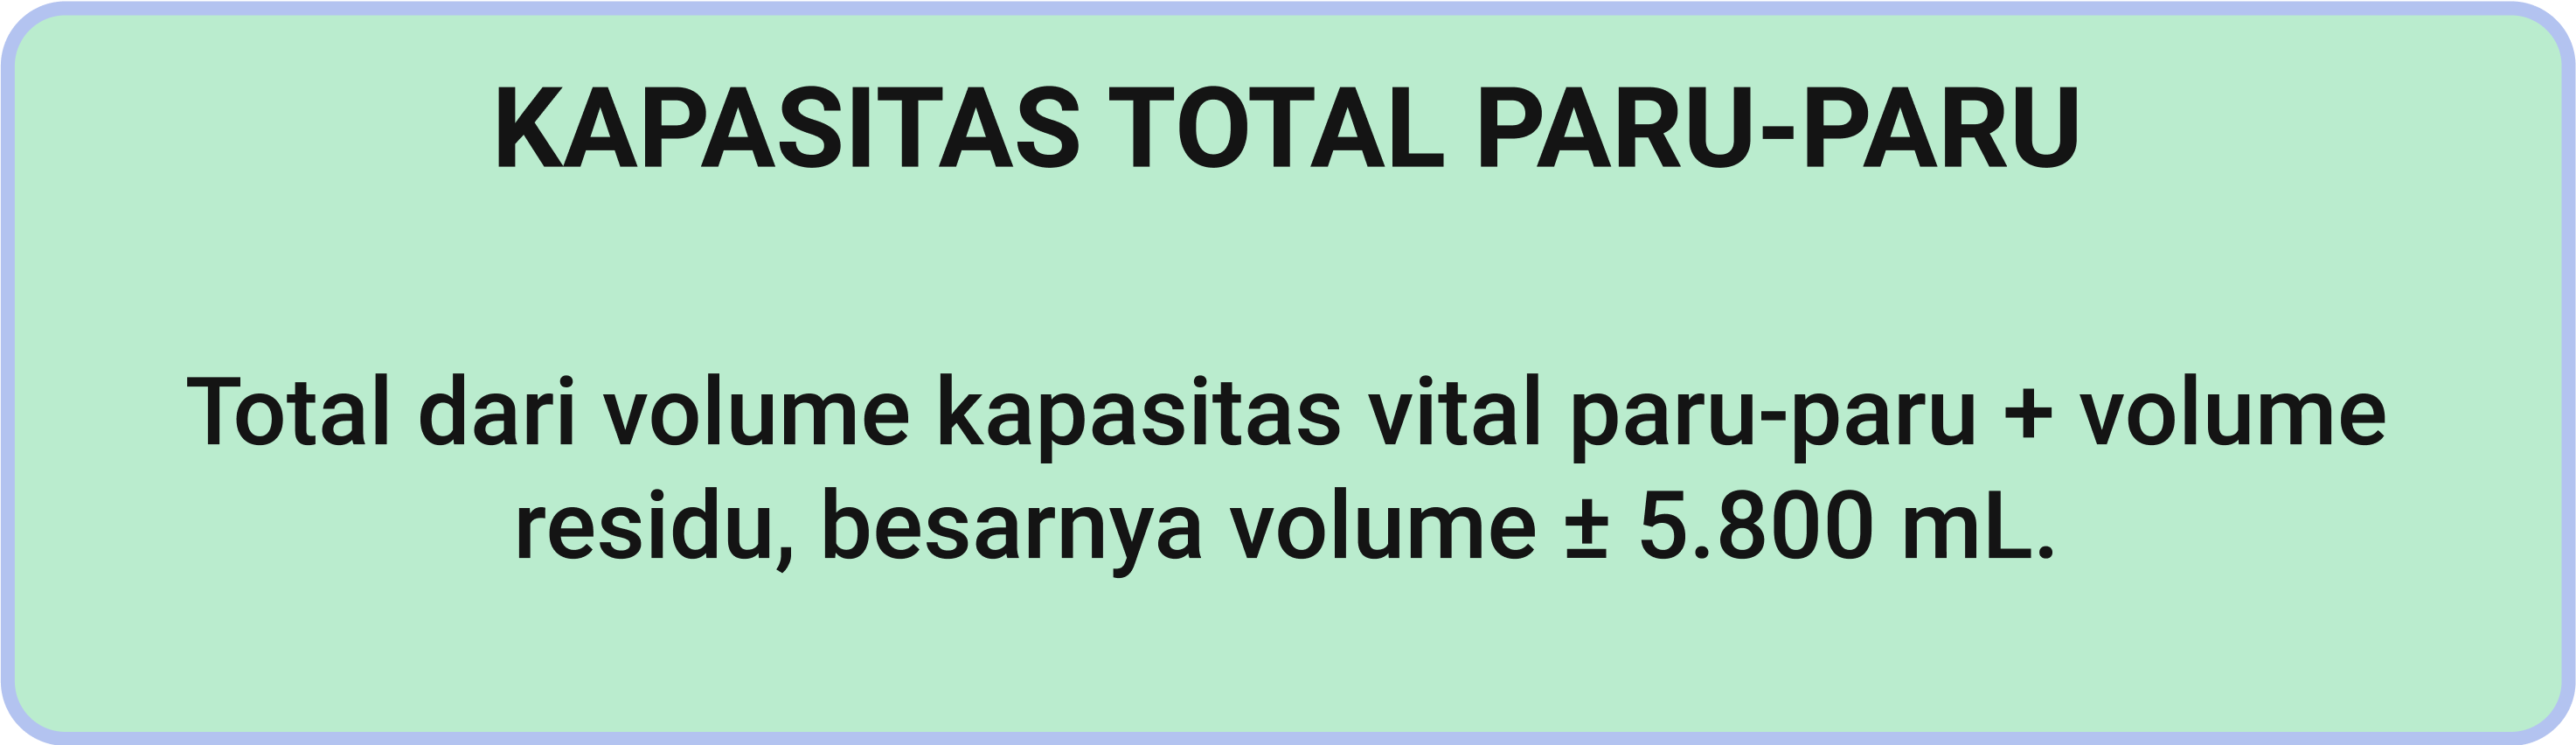 KAPASITAS TOTAL PARU-PARU
Total dari volume kapasitas vital paru-paru + volume
residu, besarnya volume ± 5.800 mL.